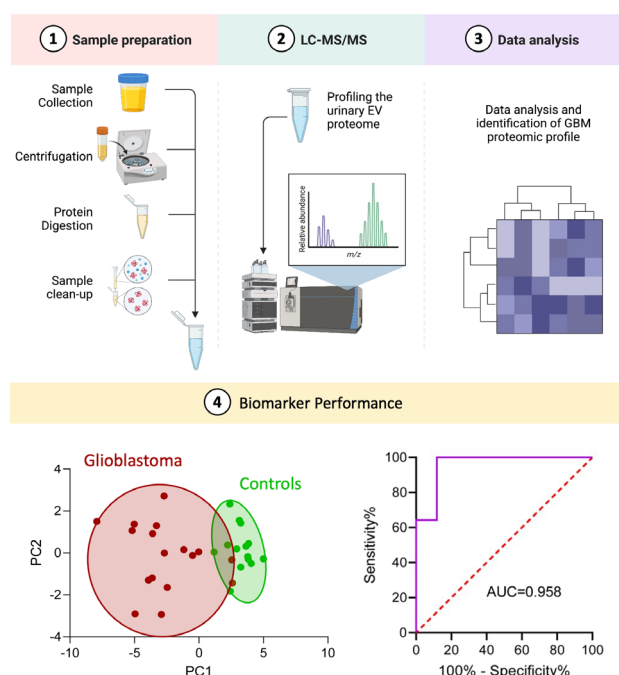 1 Sample preparation
2 LC-MS/MS
3 Data analysis
Sample
Collection
Centrifugation
Protein
Digestion
Sample
clean-up
Profiling the
urinary EV
proteome
Relative abundance
m/z
Data analysis and
identification of GBM
proteomic profile
4 Biomarker Performance
Glioblastoma
Controls
PC2
4
2
0
-2
-4
-10
-5
0
5
10
PC1
Sensitivity%
100
80
60
40
20
0
AUC=0.958
0
20
40
60
80
100
100% - Specificity%